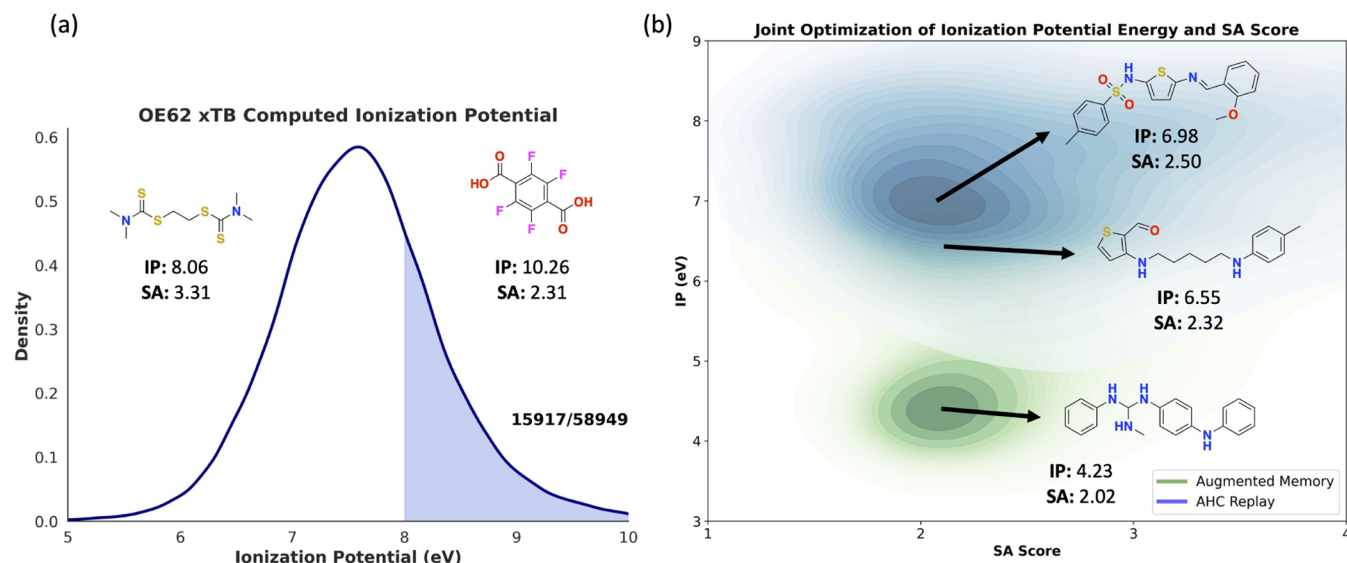 (a)
OE62 xTB Computed Ionization Potential
Density
0.6
0.5
0.4
0.3
0.2
0.1
0.0
5 6 7 8 9 10
Ionization Potential (eV)
S
N S S N
S
IP: 8.06
SA: 3.31
O F
HO F
F OH
F O
IP: 10.26
SA: 2.31
15917/58949
(b)
Joint Optimization of Ionization Potential Energy and SA Score
IP (eV)
9
8
7
6
5
4
3
1 2 3 4
SA Score
H
O N S N
S
O O
IP: 6.98
SA: 2.50
S O
N N
H H
IP: 6.55
SA: 2.32
H H
N N
HN N
H
IP: 4.23
SA: 2.02
Augmented Memory
AHC Replay